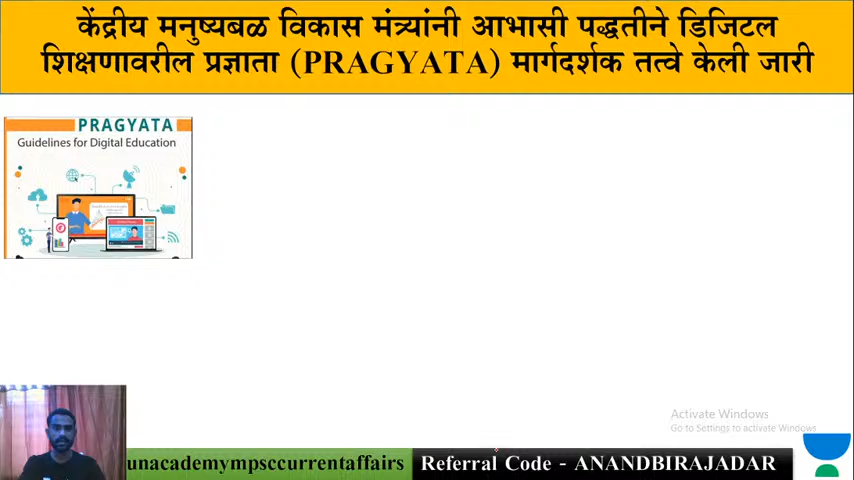 केंद्रीय मनुष्यबळ विकास मंत्र्यांनी आभासी पद्धतीने डिजिटल
शिक्षणावरील प्रज्ञाता (PRAGYATA) मार्गदर्शक तत्वे केली जारी
PRAGYATA
Guidelines for Digital Education
Activate Windows
Go to Settings to activate Windows
unacademympsccurrentaffairs
Referral Code - ANANDBIRAJADAR